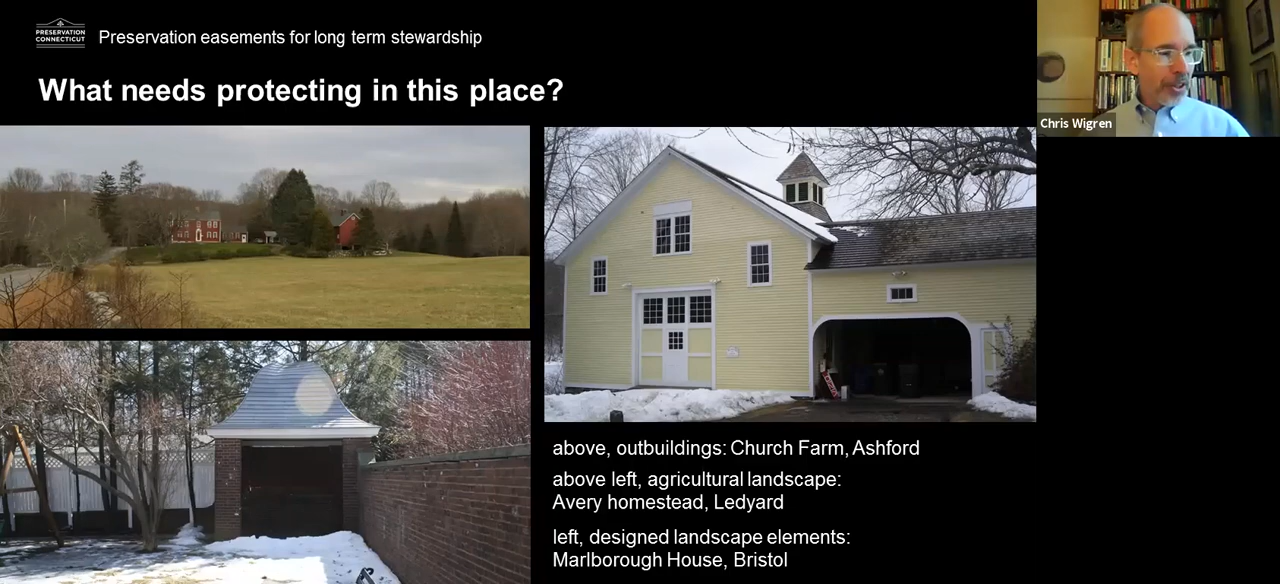 PRESERVATION
CONNECTICUT
Preservation easements for long term stewardship
What needs protecting in this place?
Chris Wigren
above, outbuildings: Church Farm, Ashford
above left, agricultural landscape:
Avery homestead, Ledyard
left, designed landscape elements:
Marlborough House, Bristol